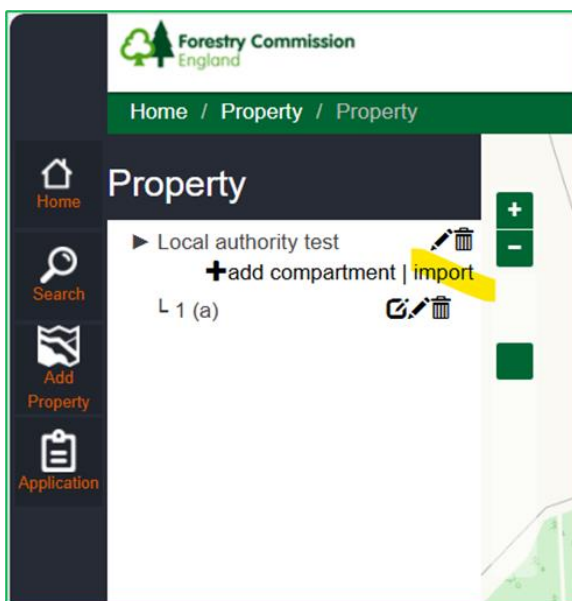 Forestry Commission
England
Home / Property / Property
Property
Home
Search
Add
Property
Application
► Local authority test
+add compartment | import
└ 1 (a)
+
−